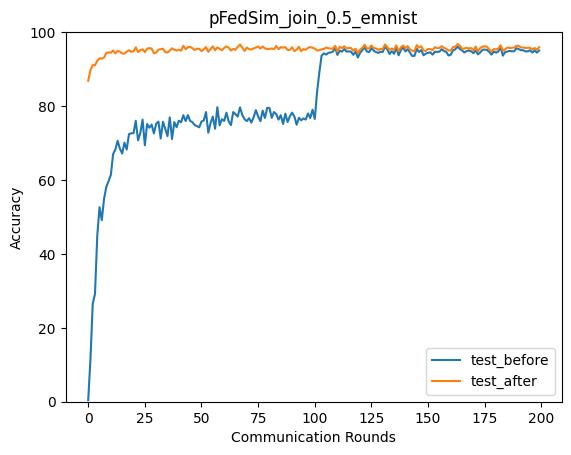 pFedSim_join_0.5_emnist
100
80
60
40
20
0
Accuracy
0 25 50 75 100 125 150 175 200
Communication Rounds
test_before
test_after